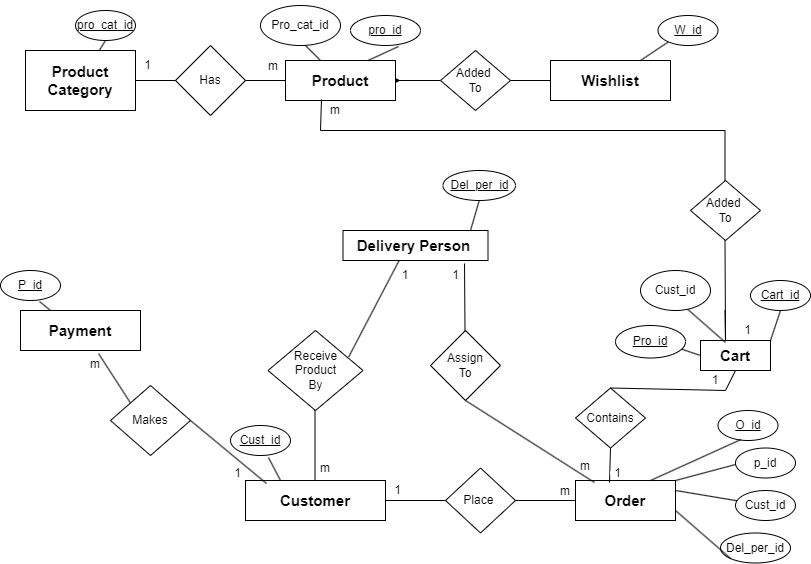 pro_cat_id
Pro_cat_id
pro_id
W_id
Product
Category
1
Has
m
Product
Added
To
Wishlist
m
Del_per_id
Added
To
Delivery Person
1
1
P_id
Cust_id
Cart_id
Payment
Pro_id
1
Cart
m
Receive
Product
By
Assign
To
1
Makes
Contains
Cust_id
O_id
1
m
m
1
p_id
Customer
1
Place
m
Order
Cust_id
Del_per_id